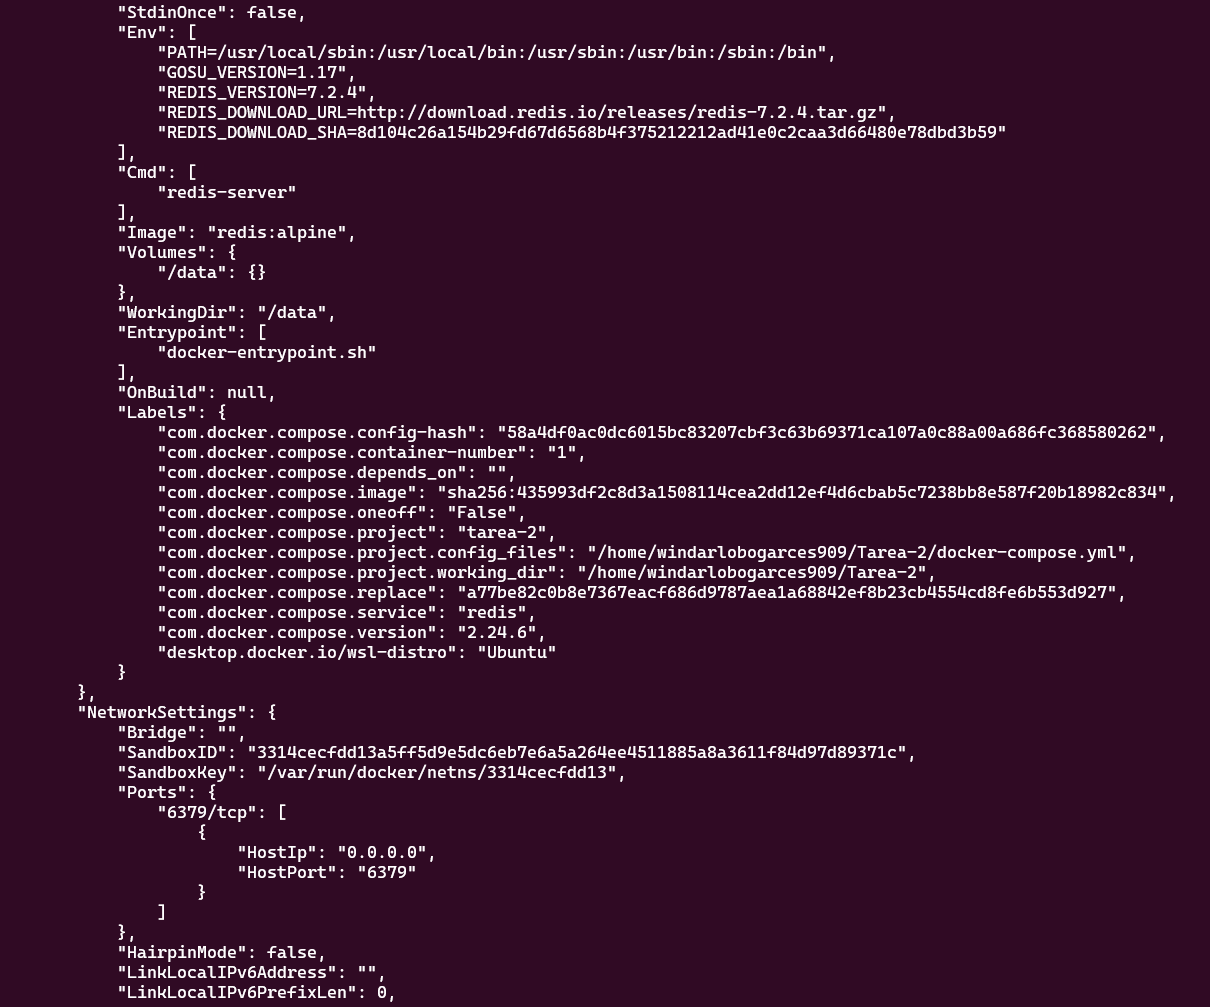 "StdinOnce": false,
"Env": [
"PATH=/usr/local/sbin:/usr/local/bin:/usr/sbin:/usr/bin:/sbin:/bin",
"GOSU_VERSION=1.17",
"REDIS_VERSION=7.2.4",
"REDIS_DOWNLOAD_URL=http://download.redis.io/releases/redis-7.2.4.tar.gz",
"REDIS_DOWNLOAD_SHA=8d104c26a154b29fd67d6568b4f375212212ad41e0c2caa3d66480e78dbd3b59"
],
"Cmd": [
"redis-server"
],
"Image": "redis:alpine",
"Volumes": {
"/data": {}
},
"WorkingDir": "/data",
"Entrypoint": [
"docker-entrypoint.sh"
],
"OnBuild": null,
"Labels": {
"com.docker.compose.config-hash": "58a4df0ac0dc6015bc83207cbf3c63b69371ca107a0c88a00a686fc368580262",
"com.docker.compose.container-number": "1",
"com.docker.compose.depends_on": "",
"com.docker.compose.image": "sha256:435993df2c8d3a1508114cea2dd12ef4d6cbab5c7238bb8e587f20b18982c834",
"com.docker.compose.oneoff": "False",
"com.docker.compose.project": "tarea-2",
"com.docker.compose.project.config_files": "/home/windarlobogarces909/Tarea-2/docker-compose.yml",
"com.docker.compose.project.working_dir": "/home/windarlobogarces909/Tarea-2",
"com.docker.compose.replace": "a77be82c0b8e7367eacf686d9787aea1a68842ef8b23cb4554cd8fe6b553d927",
"com.docker.compose.service": "redis",
"com.docker.compose.version": "2.24.6",
"desktop.docker.io/wsl-distro": "Ubuntu"
}
},
"NetworkSettings": {
"Bridge": "",
"SandboxID": "3314cecfdd13a5ff5d9e5dc6eb7e6a5a264ee4511885a8a3611f84d97d89371c",
"SandboxKey": "/var/run/docker/netns/3314cecfdd13",
"Ports": {
"6379/tcp": [
{
"HostIp": "0.0.0.0",
"HostPort": "6379"
}
]
},
"HairpinMode": false,
"LinkLocalIPv6Address": "",
"LinkLocalIPv6PrefixLen": 0,